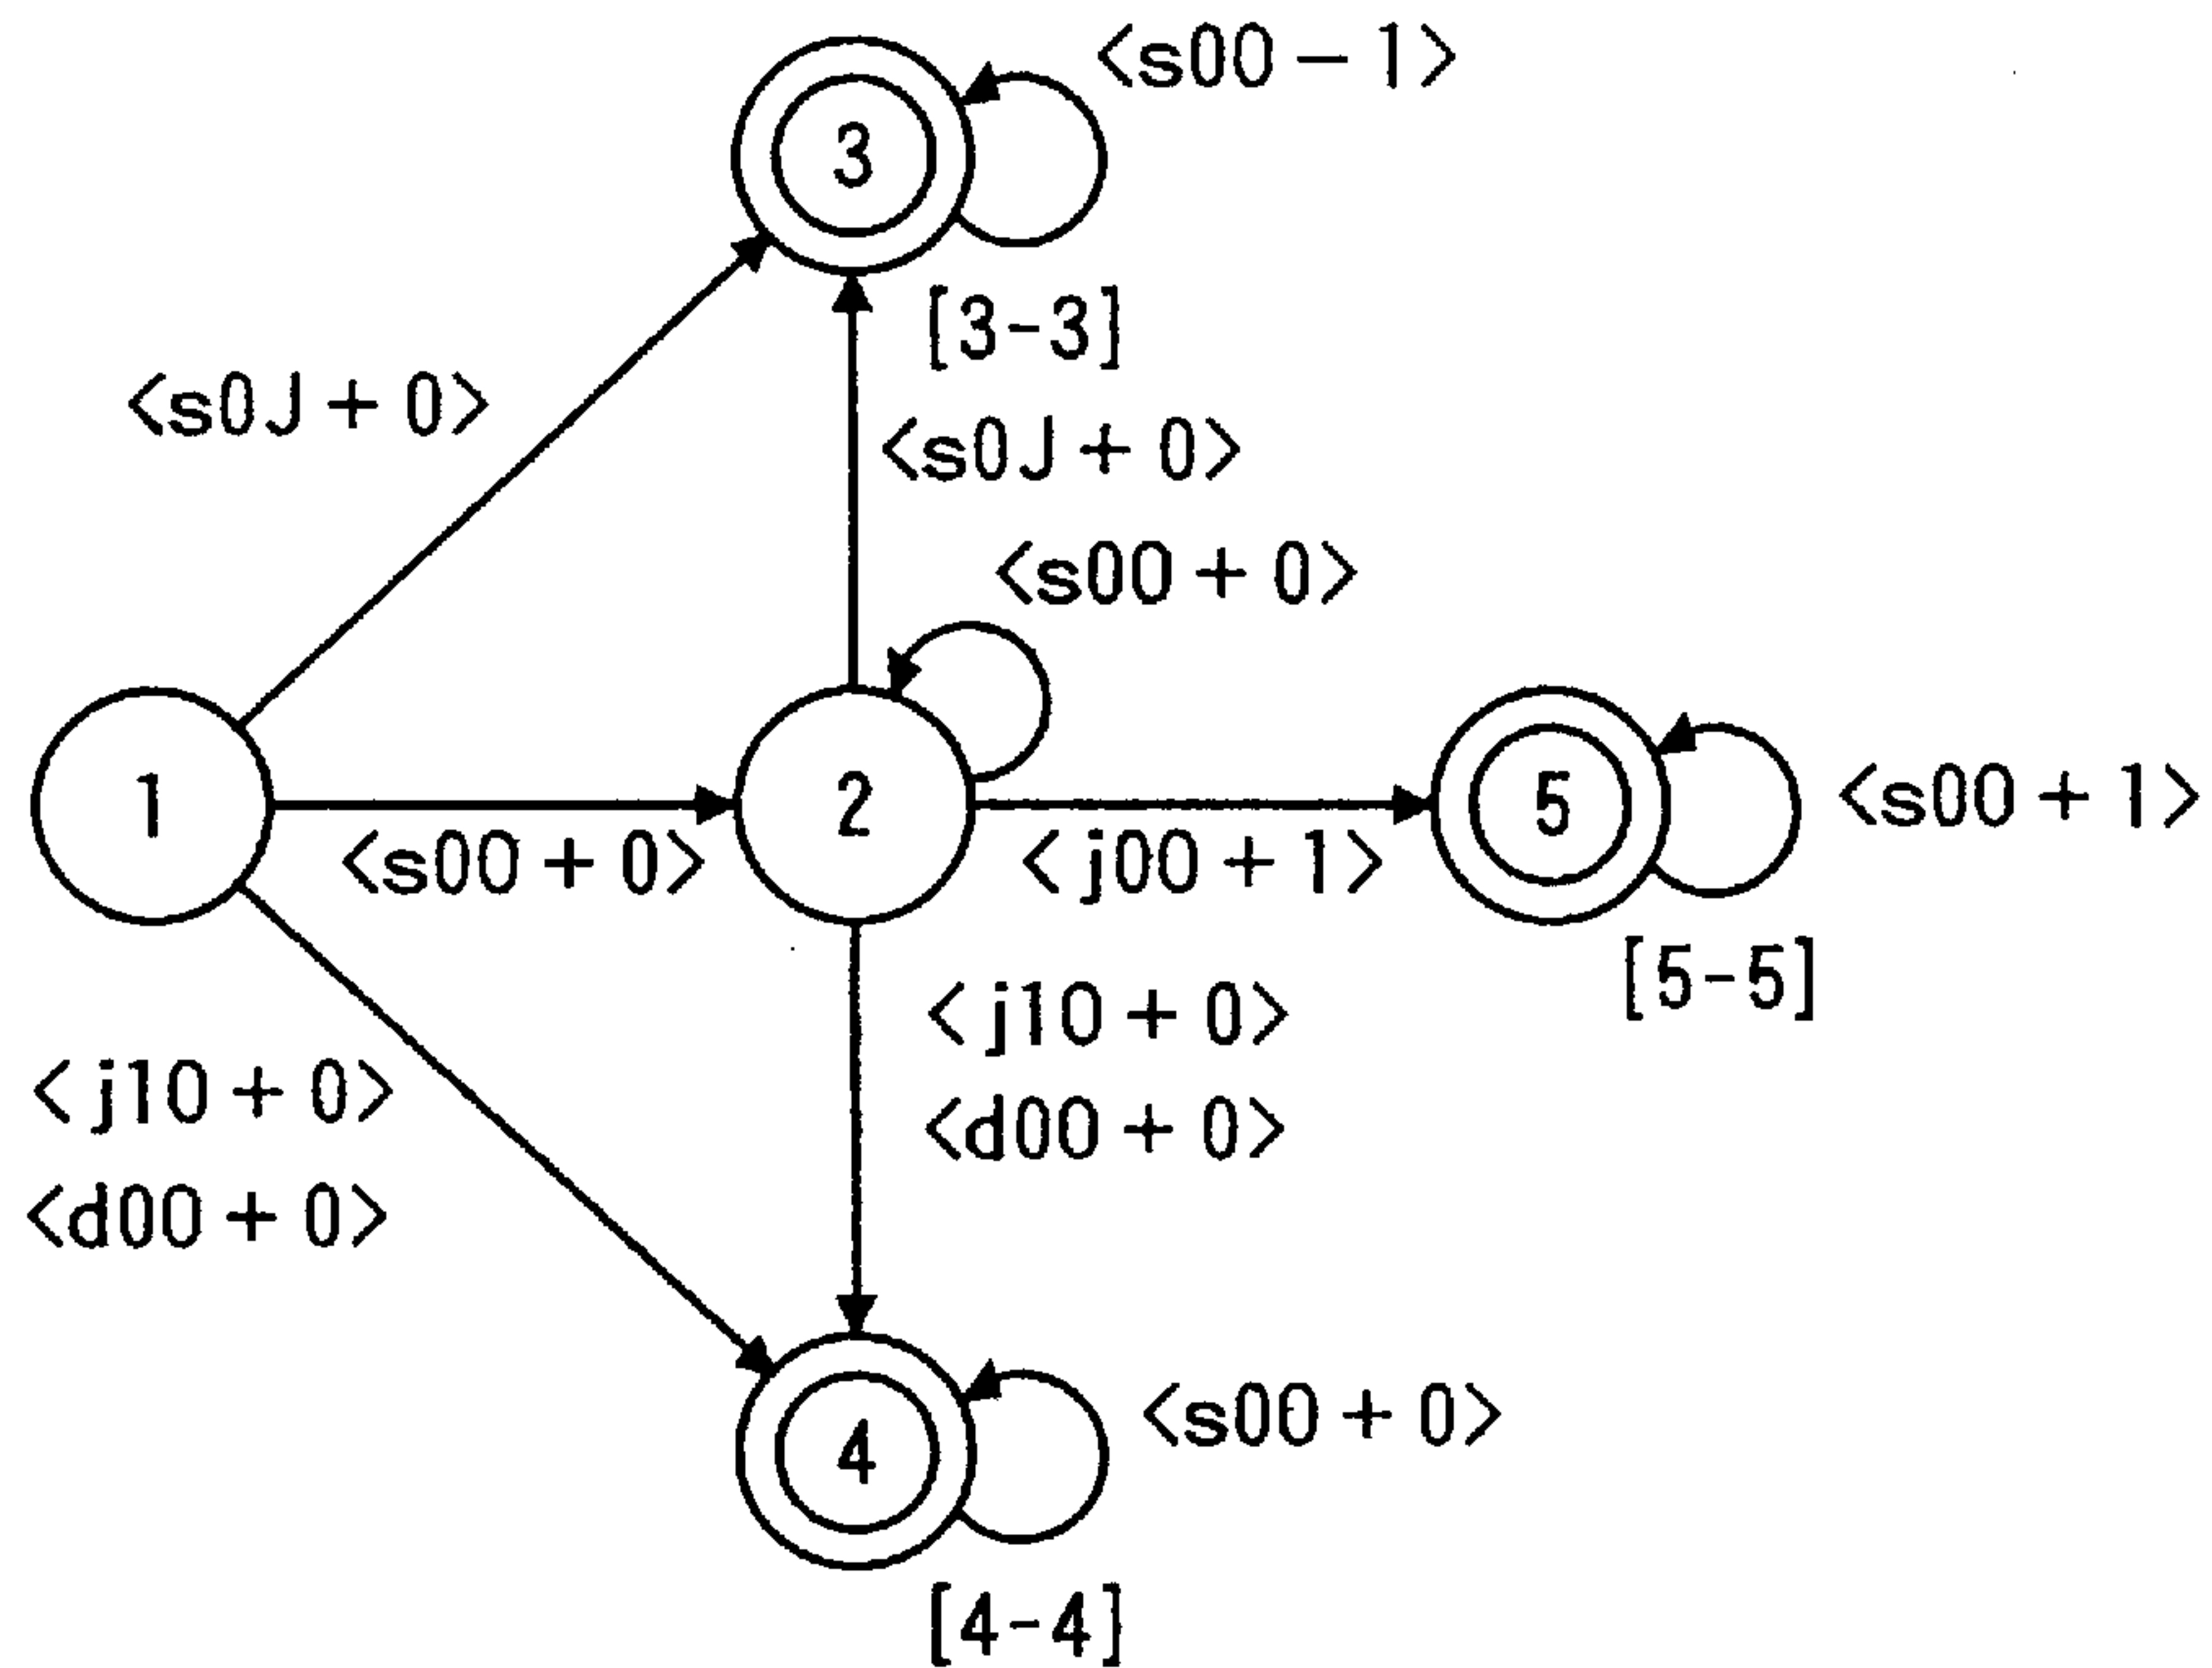 <s00 − 1>
3
[3-3]
<s0J + 0>
<s0J + 0>
<s00 + 0>
1
2
5
<s00 + 1>
<s00 + 0>
<j00 + 1>
[5-5]
<j10 + 0>
<d00 + 0>
<j10 + 0>
<d00 + 0>
<s00 + 0>
4
[4-4]